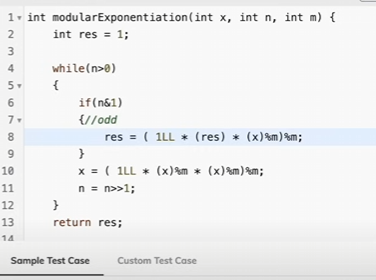 1 int modularExponentiation(int x, int n, int m) {
2 int res = 1;
3
4 while(n>0)
5 {
6 if(n&1)
7 {//odd
8 res = ( 1LL * (res) * (x)%m)%m;
9 }
10 x = ( 1LL * (x)%m * (x)%m)%m;
11 n = n>>1;
12 }
13 return res;
14
Sample Test Case Custom Test Case